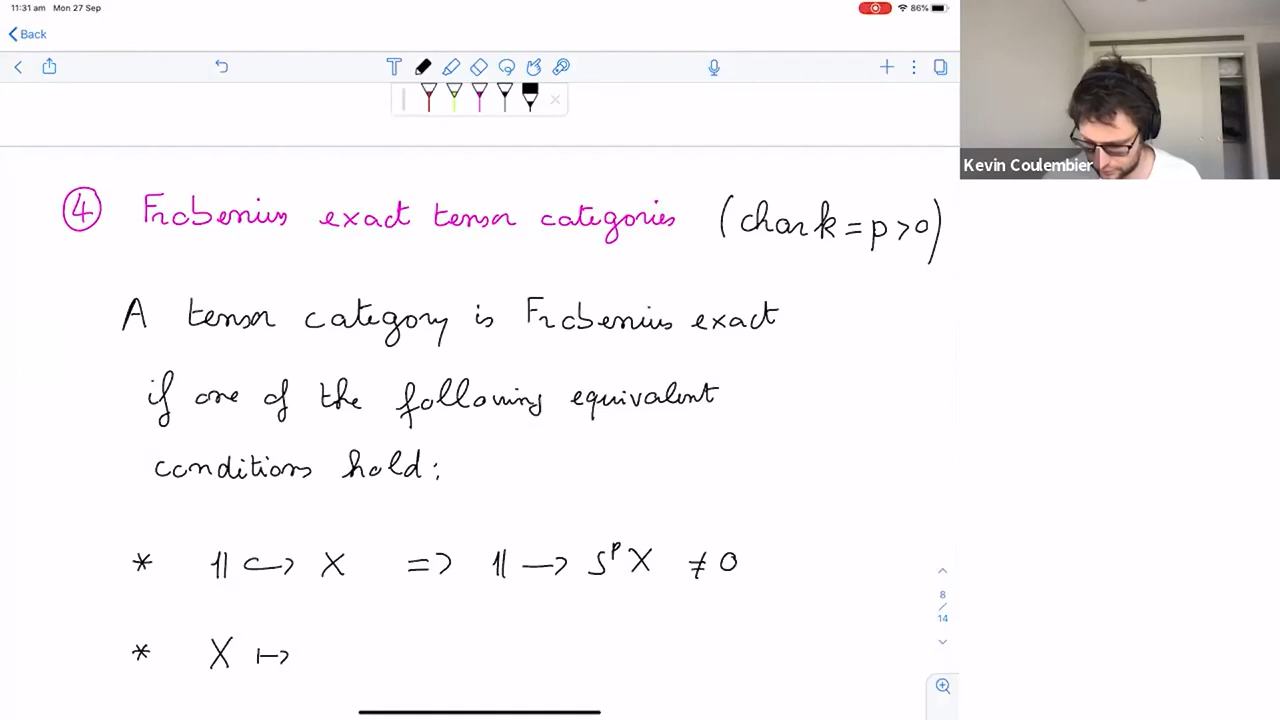 11:31 am Mon 27 Sep
86%
Back
Kevin Coulembier
④ Frobenius exact tensor categories (char k = p > 0)
A tensor category is Frobenius exact
if one of the following equivalent
conditions hold:
* 𝟙 ↪ X => 𝟙 → SᵖX ≠ 0
* X ↦
8
/
14